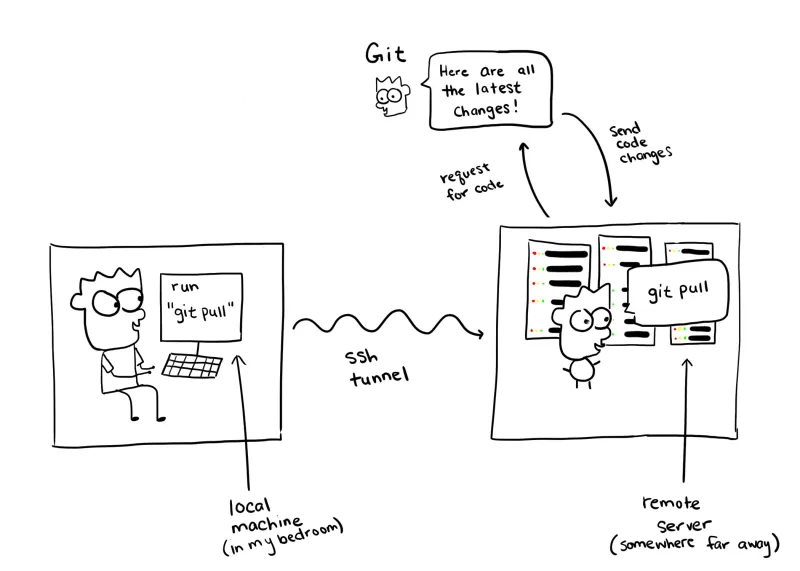 Git
Here are all
the latest
changes!
send
code
changes
request
for code
run
"git pull"
git pull
ssh
tunnel
local
machine
(in my bedroom)
remote
server
(somewhere far away)